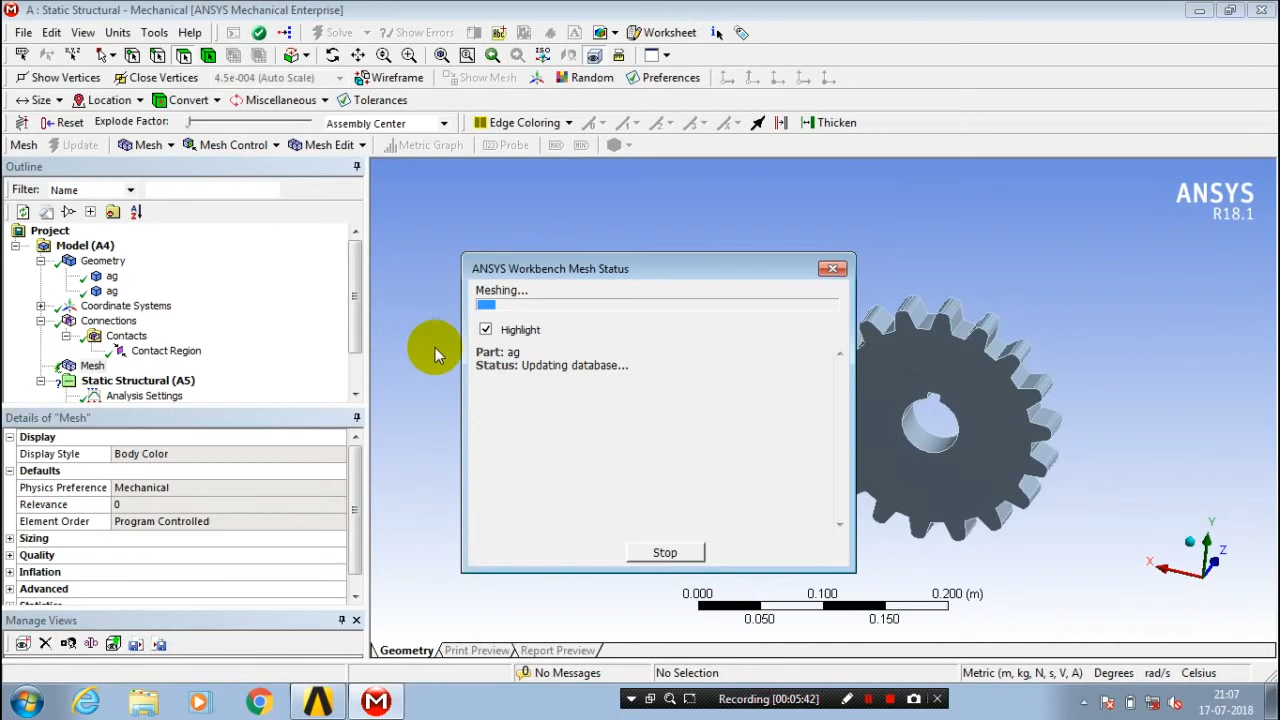 A : Static Structural - Mechanical [ANSYS Mechanical Enterprise]
File Edit View Units Tools Help Solve Show Errors Worksheet
Show Vertices Close Vertices 4.5e-004 (Auto Scale) Wireframe Show Mesh Random Preferences
Size Location Convert Miscellaneous Tolerances
Reset Explode Factor: Assembly Center Edge Coloring Thicken
Mesh Update Mesh Mesh Control Mesh Edit Metric Graph Probe
Outline
Filter: Name
Project
Model (A4)
Geometry
ag
ag
Coordinate Systems
Connections
Contacts
Contact Region
Mesh
Static Structural (A5)
Analysis Settings
Details of "Mesh"
Display
Display Style Body Color
Defaults
Physics Preference Mechanical
Relevance 0
Element Order Program Controlled
Sizing
Quality
Inflation
Advanced
Statistics
Manage Views
ANSYS
R18.1
ANSYS Workbench Mesh Status
Meshing...
Highlight
Part: ag
Status: Updating database...
Stop
Y
X
Z
0.000 0.100 0.200 (m)
0.050 0.150
Geometry Print Preview Report Preview
0 No Messages No Selection Metric (m, kg, N, s, V, A) Degrees rad/s Celsius
Recording [00:05:42]
21:07
17-07-2018